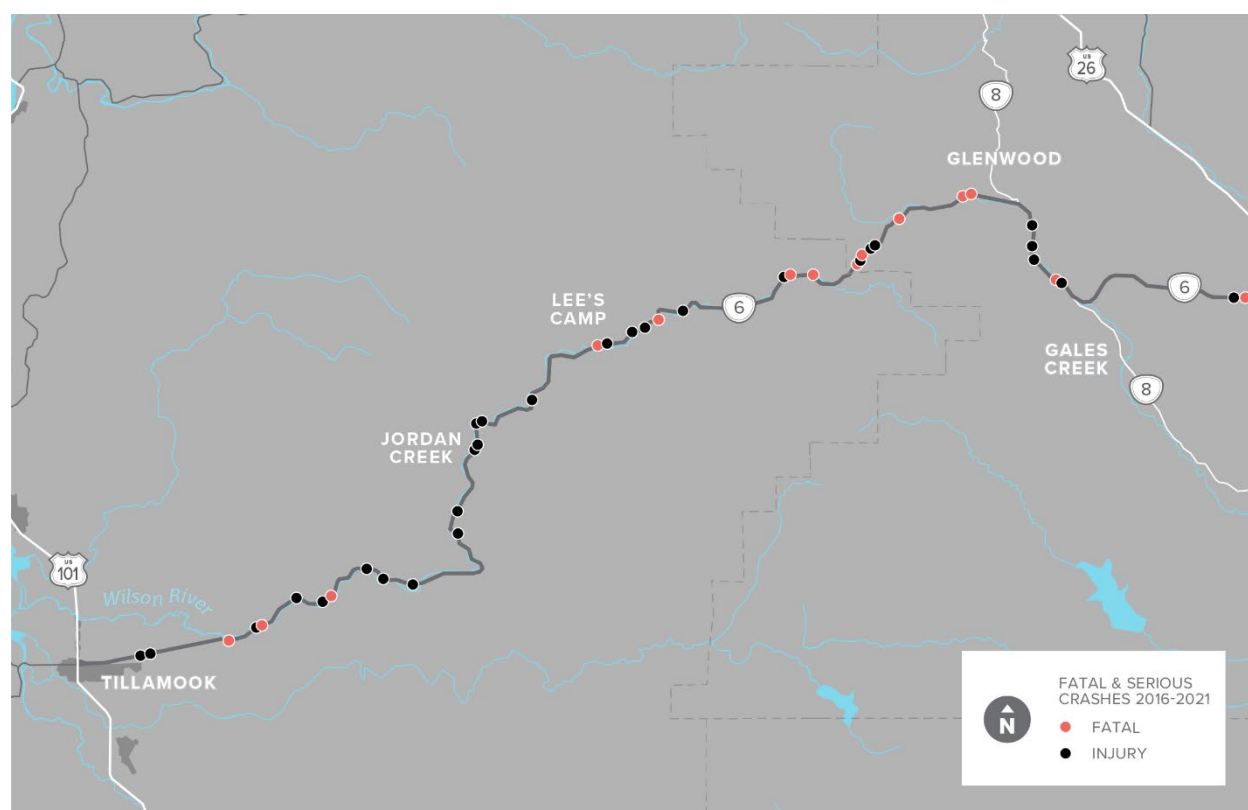 US
26
8
GLENWOOD
LEE'S
CAMP
6
6
GALES
CREEK
8
JORDAN
CREEK
US
101
Wilson River
TILLAMOOK
N
FATAL & SERIOUS
CRASHES 2016-2021
FATAL
INJURY